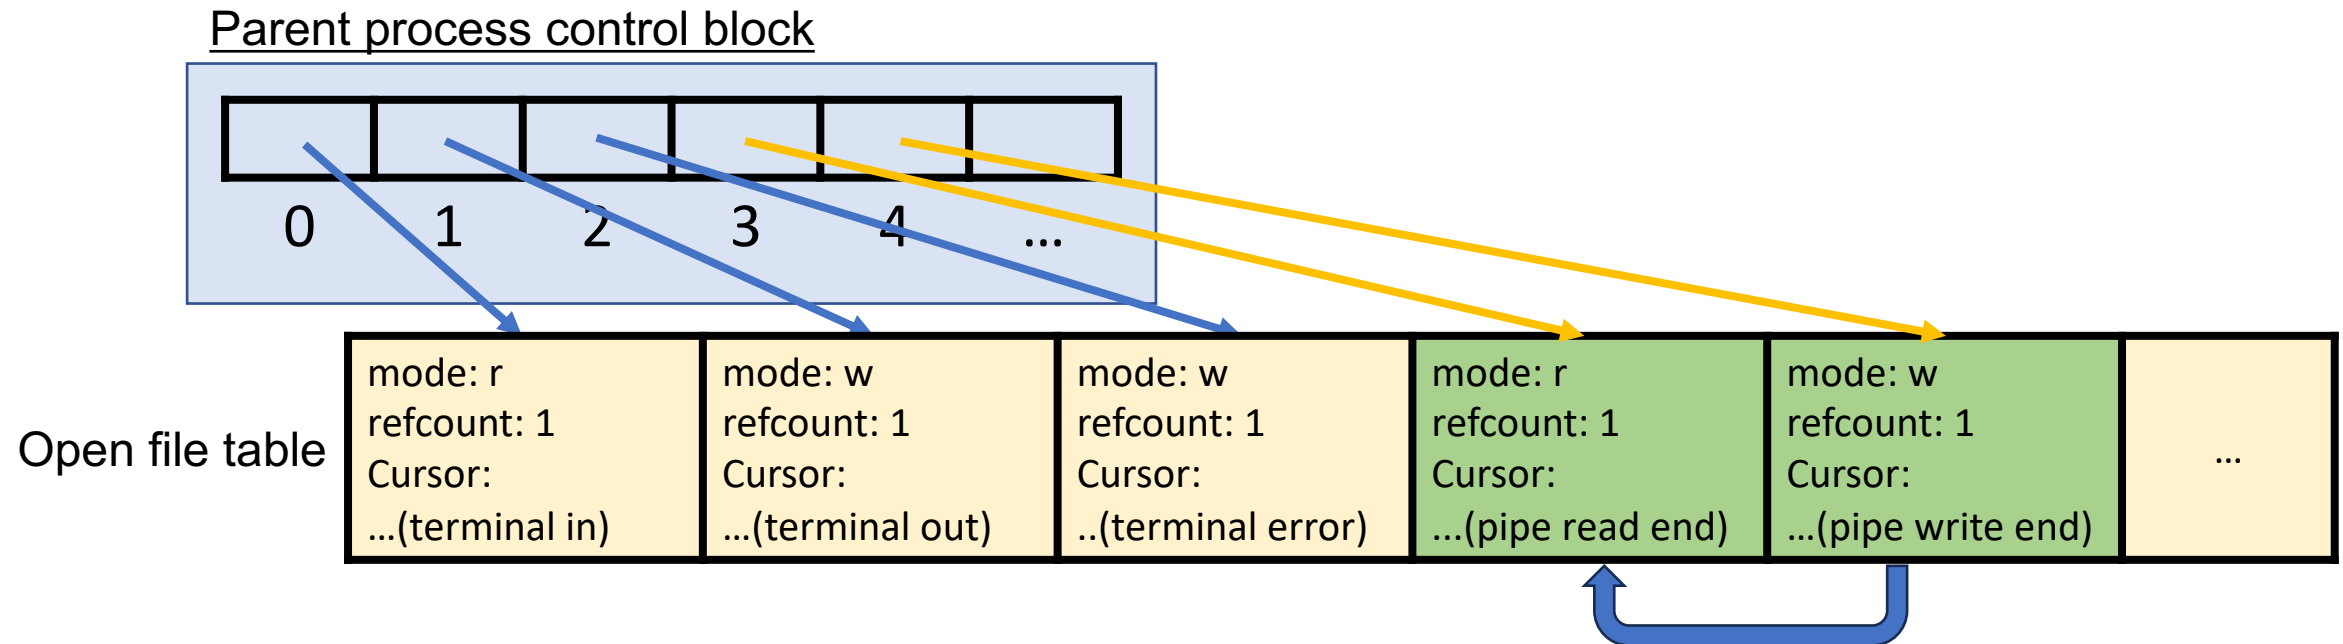 Parent process control block
0 1 2 3 4 ...
Open file table
mode: r
refcount: 1
Cursor:
...(terminal in)
mode: w
refcount: 1
Cursor:
...(terminal out)
mode: w
refcount: 1
Cursor:
..(terminal error)
mode: r
refcount: 1
Cursor:
...(pipe read end)
mode: w
refcount: 1
Cursor:
...(pipe write end)
...